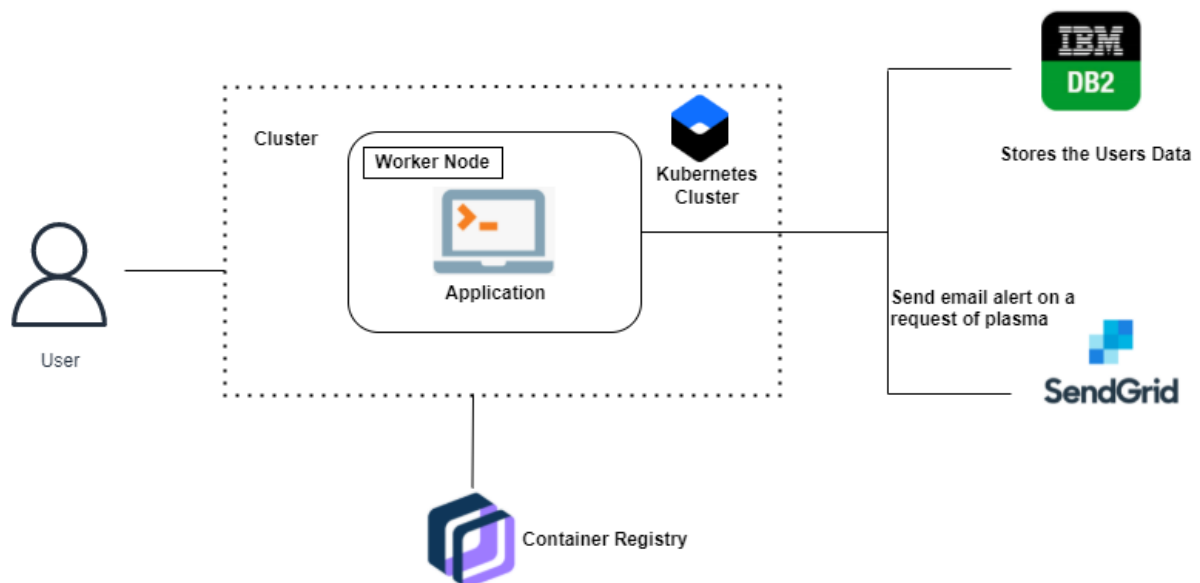 IBM
DB2
Stores the Users Data
Cluster
Worker Node
Kubernetes
Cluster
Application
User
Send email alert on a
request of plasma
SendGrid
Container Registry